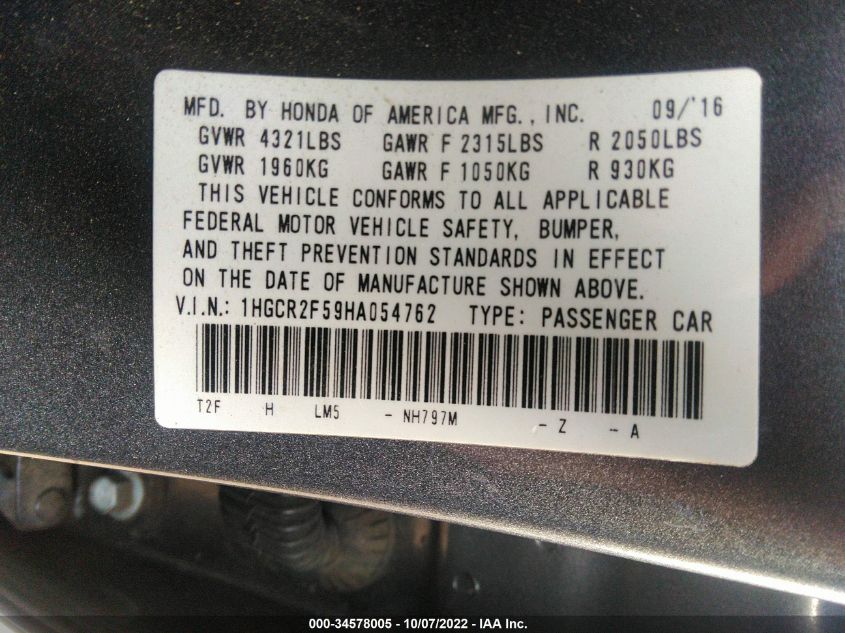 MFD. BY HONDA OF AMERICA MFG., INC. 09/'16
GVWR 4321LBS GAWR F 2315LBS R 2050LBS
GVWR 1960KG GAWR F 1050KG R 930KG
THIS VEHICLE CONFORMS TO ALL APPLICABLE
FEDERAL MOTOR VEHICLE SAFETY, BUMPER,
AND THEFT PREVENTION STANDARDS IN EFFECT
ON THE DATE OF MANUFACTURE SHOWN ABOVE.
V.I.N.: 1HGCR2F59HA054762 TYPE: PASSENGER CAR
T2F H LM5 - NH797M - Z - A
000-34578005 - 10/07/2022 - IAA Inc.